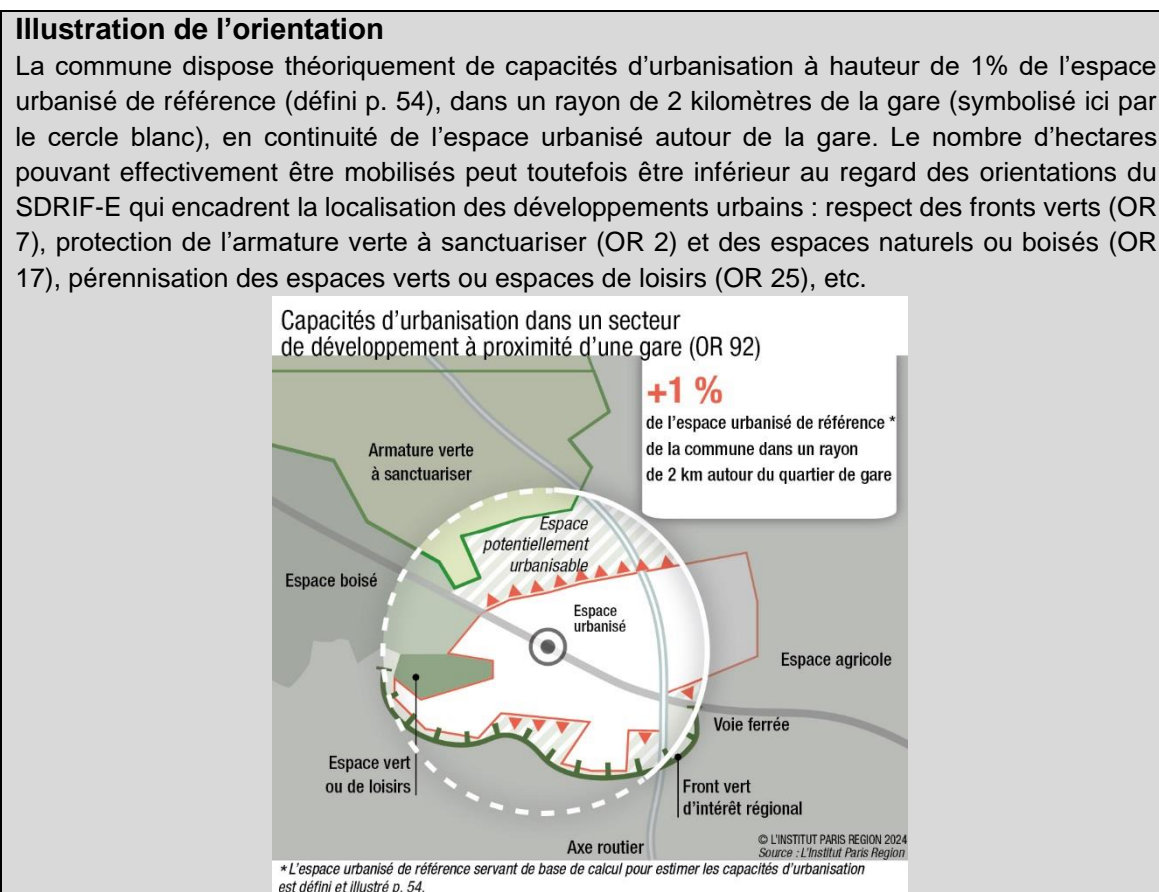 Illustration de l’orientation
La commune dispose théoriquement de capacités d’urbanisation à hauteur de 1% de l’espace
urbanisé de référence (défini p. 54), dans un rayon de 2 kilomètres de la gare (symbolisé ici par
le cercle blanc), en continuité de l’espace urbanisé autour de la gare. Le nombre d’hectares
pouvant effectivement être mobilisés peut toutefois être inférieur au regard des orientations du
SDRIF-E qui encadrent la localisation des développements urbains : respect des fronts verts (OR
7), protection de l’armature verte à sanctuariser (OR 2) et des espaces naturels ou boisés (OR
17), pérennisation des espaces verts ou espaces de loisirs (OR 25), etc.
Capacités d’urbanisation dans un secteur
de développement à proximité d’une gare (OR 92)
+1 %
de l’espace urbanisé de référence *
de la commune dans un rayon
de 2 km autour du quartier de gare
Armature verte
à sanctuariser
Espace
potentiellement
urbanisable
Espace boisé
Espace
urbanisé
Espace agricole
Voie ferrée
Espace vert
ou de loisirs
Front vert
d’intérêt régional
Axe routier
© L’INSTITUT PARIS REGION 2024
Source : L’Institut Paris Region
* L’espace urbanisé de référence servant de base de calcul pour estimer les capacités d’urbanisation
est défini et illustré p. 54.